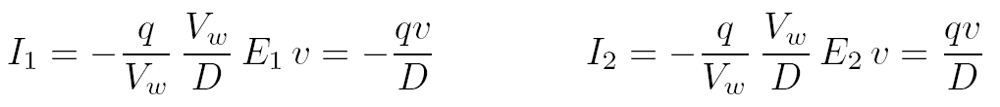 $I_1 = -\frac{q}{V_w} \frac{V_w}{D} E_1 v = -\frac{qv}{D}$ $I_2 = -\frac{q}{V_w} \frac{V_w}{D} E_2 v = \frac{qv}{D}$